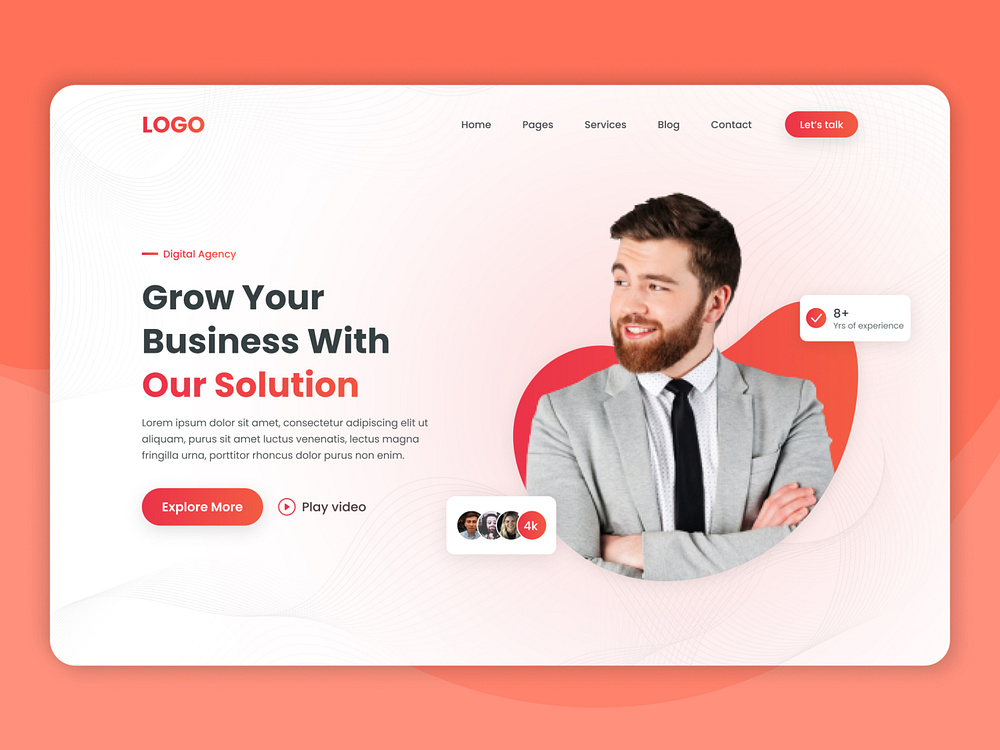 LOGO
Home Pages Services Blog Contact Let's talk
Digital Agency
Grow Your
Business With
Our Solution
Lorem ipsum dolor sit amet, consectetur adipiscing elit ut
aliquam, purus sit amet luctus venenatis, lectus magna
fringilla urna, porttitor rhoncus dolor purus non enim.
Explore More Play video
8+
Yrs of experience
4k